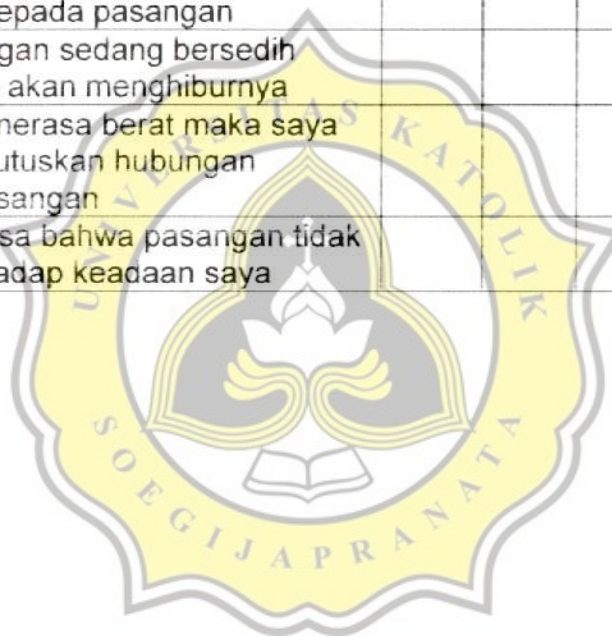 epada pasangan
gan sedang bersedih
akan menghiburnya
nerasa berat maka saya
utuskan hubungan
sangan
sa bahwa pasangan tidak
adap keadaan saya
UNIVERSITAS KATOLIK
SOEGIJAPRANATA